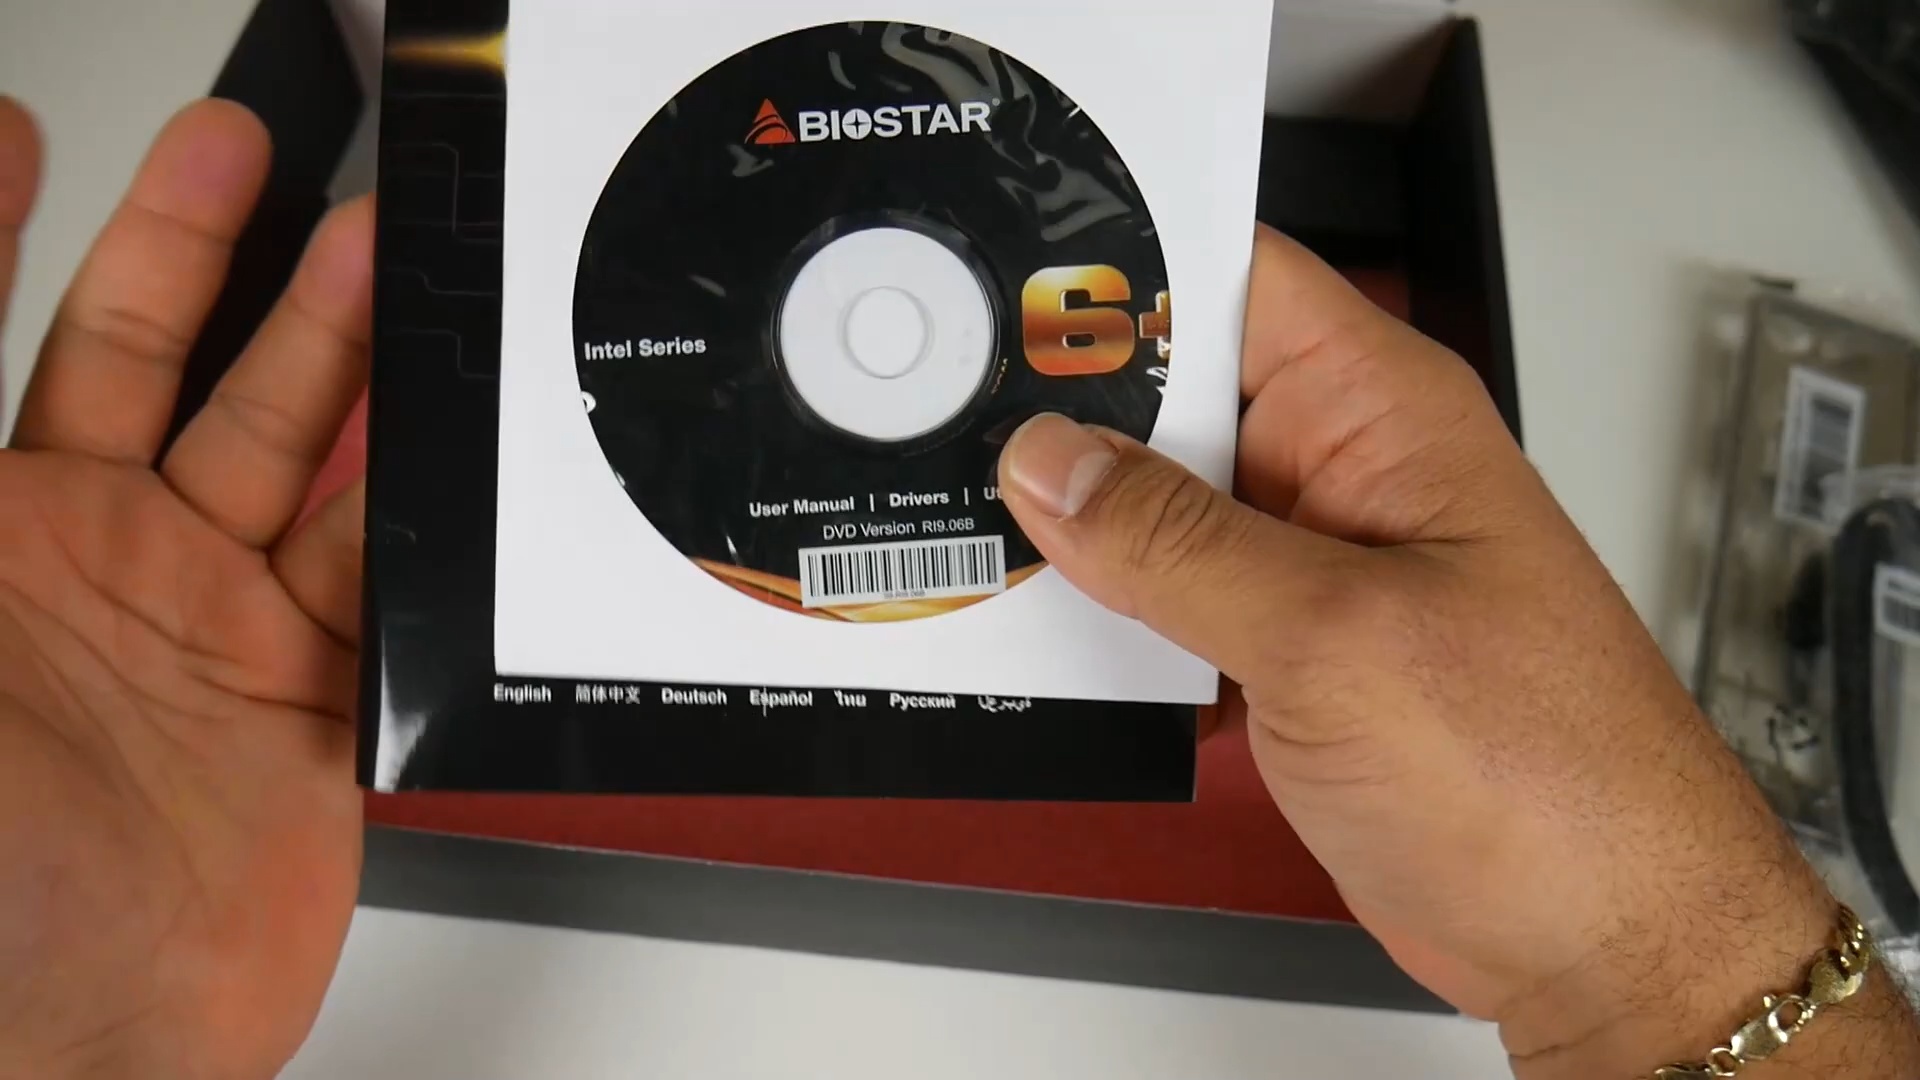 BIOSTAR
6+
Intel Series
User Manual | Drivers |
DVD Version RI9.06B
English 简体中文 Deutsch Español ไทย Русский